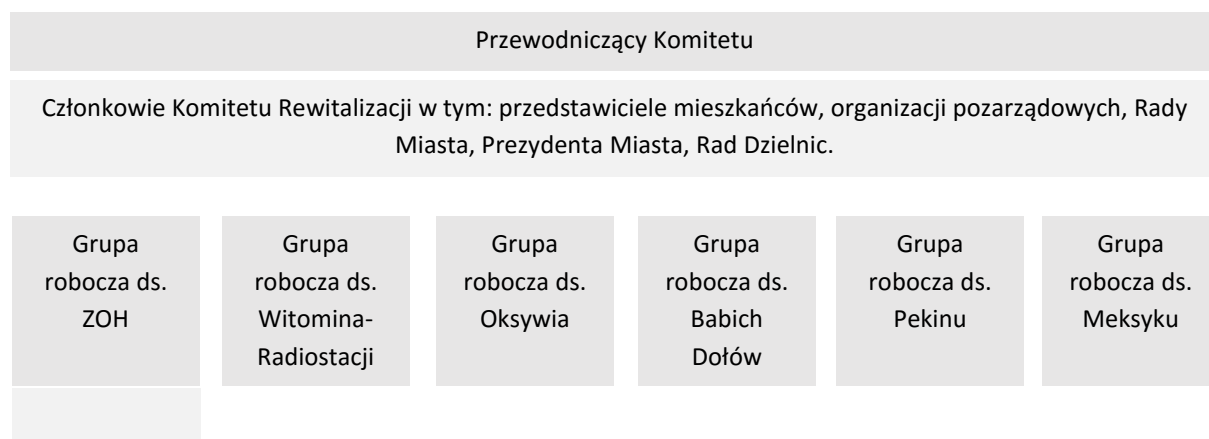 Przewodniczący Komitetu
Członkowie Komitetu Rewitalizacji w tym: przedstawiciele mieszkańców, organizacji pozarządowych, Rady
Miasta, Prezydenta Miasta, Rad Dzielnic.
Grupa
robocza ds.
ZOH
Grupa
robocza ds.
Witomina-
Radiostacji
Grupa
robocza ds.
Oksywia
Grupa
robocza ds.
Babich
Dołów
Grupa
robocza ds.
Pekinu
Grupa
robocza ds.
Meksyku